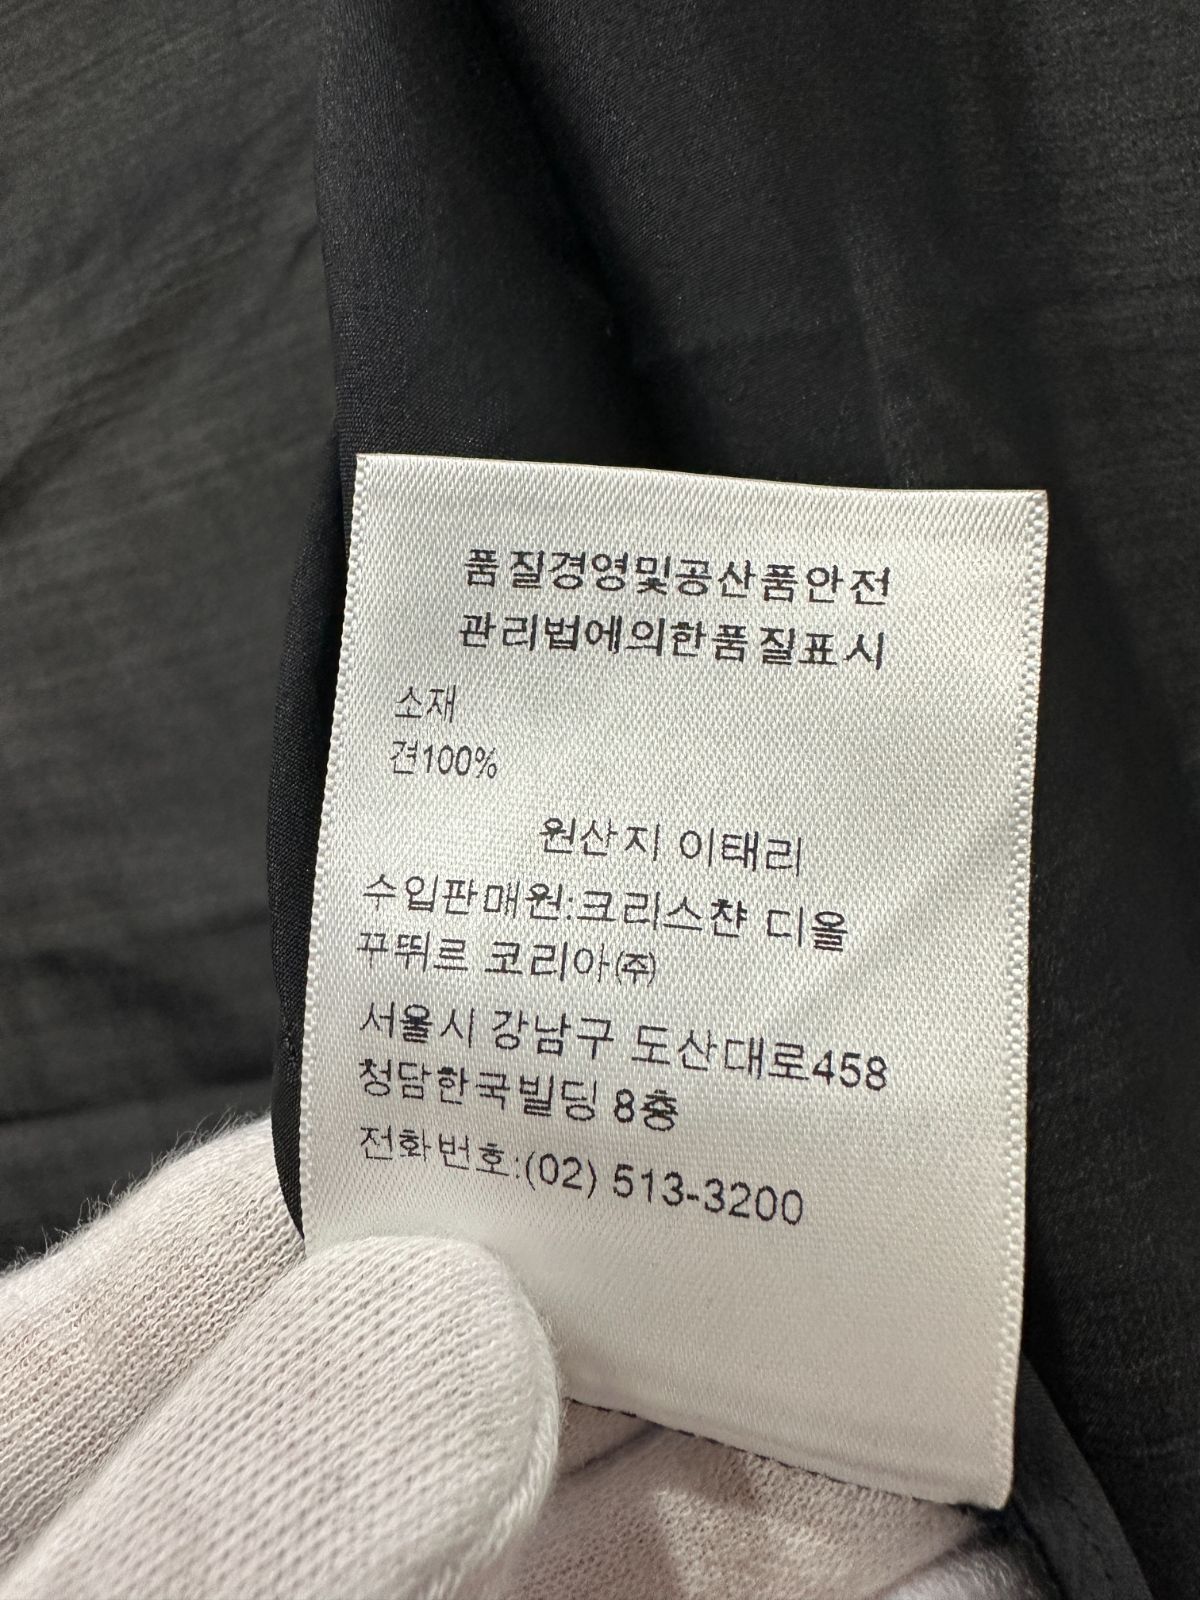 품질경영및공산품안전
관리법에의한품질표시
소재
견100%
원산지 이태리
수입판매원:크리스챤 디올
꾸뛰르 코리아㈜
서울시 강남구 도산대로458
청담한국빌딩 8층
전화번호:(02) 513-3200